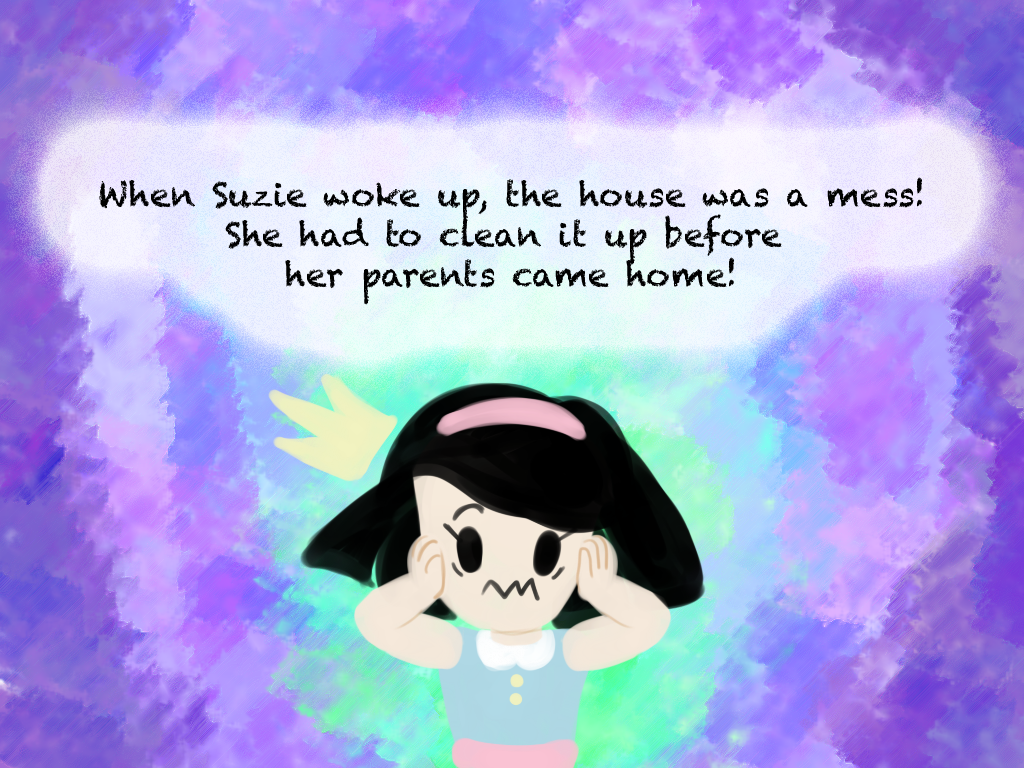 When Suzie woke up, the house was a mess!
She had to clean it up before
her parents came home!